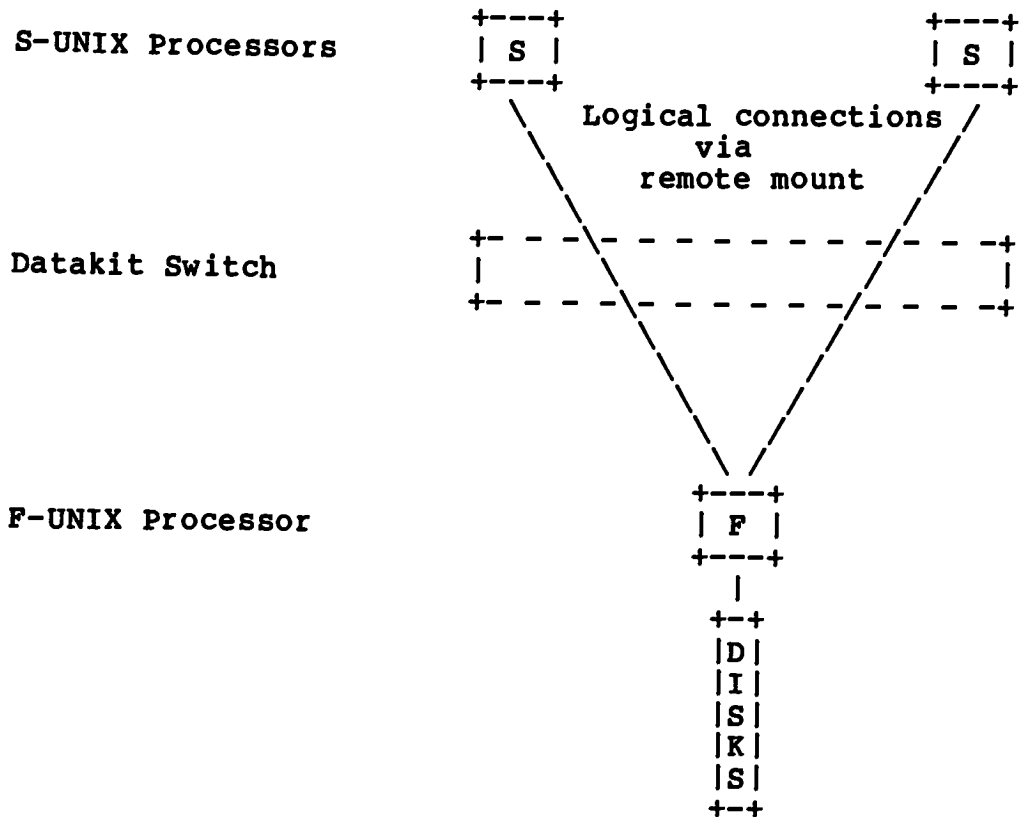 S-UNIX Processors
S
S
Logical connections
via
remote mount
Datakit Switch
F-UNIX Processor
F
D
I
S
K
S